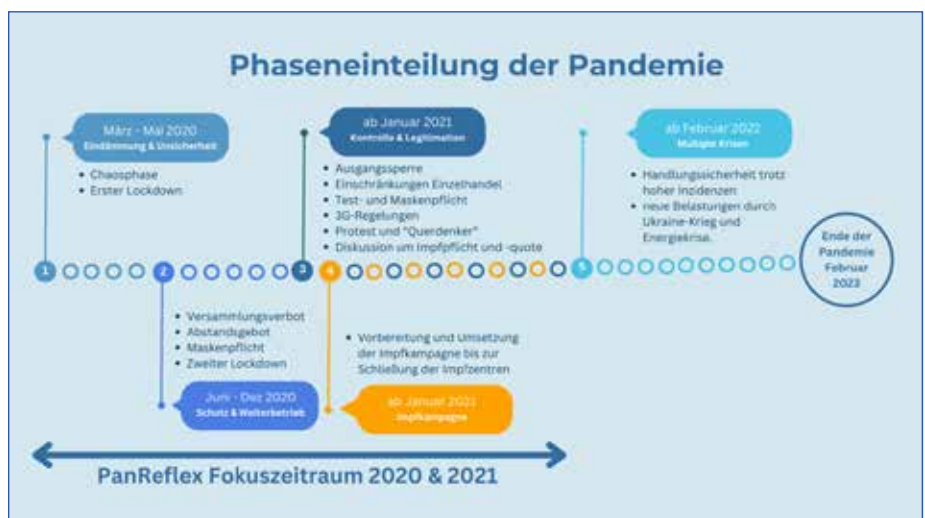 Phaseneinteilung der Pandemie
März - Mai 2020
Eindämmung & Unsicherheit
• Chaosphase
• Erster Lockdown
ab Januar 2021
Kontrolle & Legitimation
• Ausgangssperre
• Einschränkungen Einzelhandel
• Test- und Maskenpflicht
• 3G-Regelungen
• Protest und "Querdenker"
• Diskussion um Impfpflicht und -quote
ab Februar 2022
Multiple Krisen
• Handlungssicherheit trotz
hoher Inzidenzen
• neue Belastungen durch
Ukraine-Krieg und
Energiekrise.
1
2
3
4
5
Ende der
Pandemie
Februar
2023
• Versammlungsverbot
• Abstandsgebot
• Maskenpflicht
• Zweiter Lockdown
Juni - Dez 2020
Schutz & Weiterbetrieb
• Vorbereitung und Umsetzung
der Impfkampagne bis zur
Schließung der Impfzentren
ab Januar 2021
Impfkampagne
PanReflex Fokuszeitraum 2020 & 2021